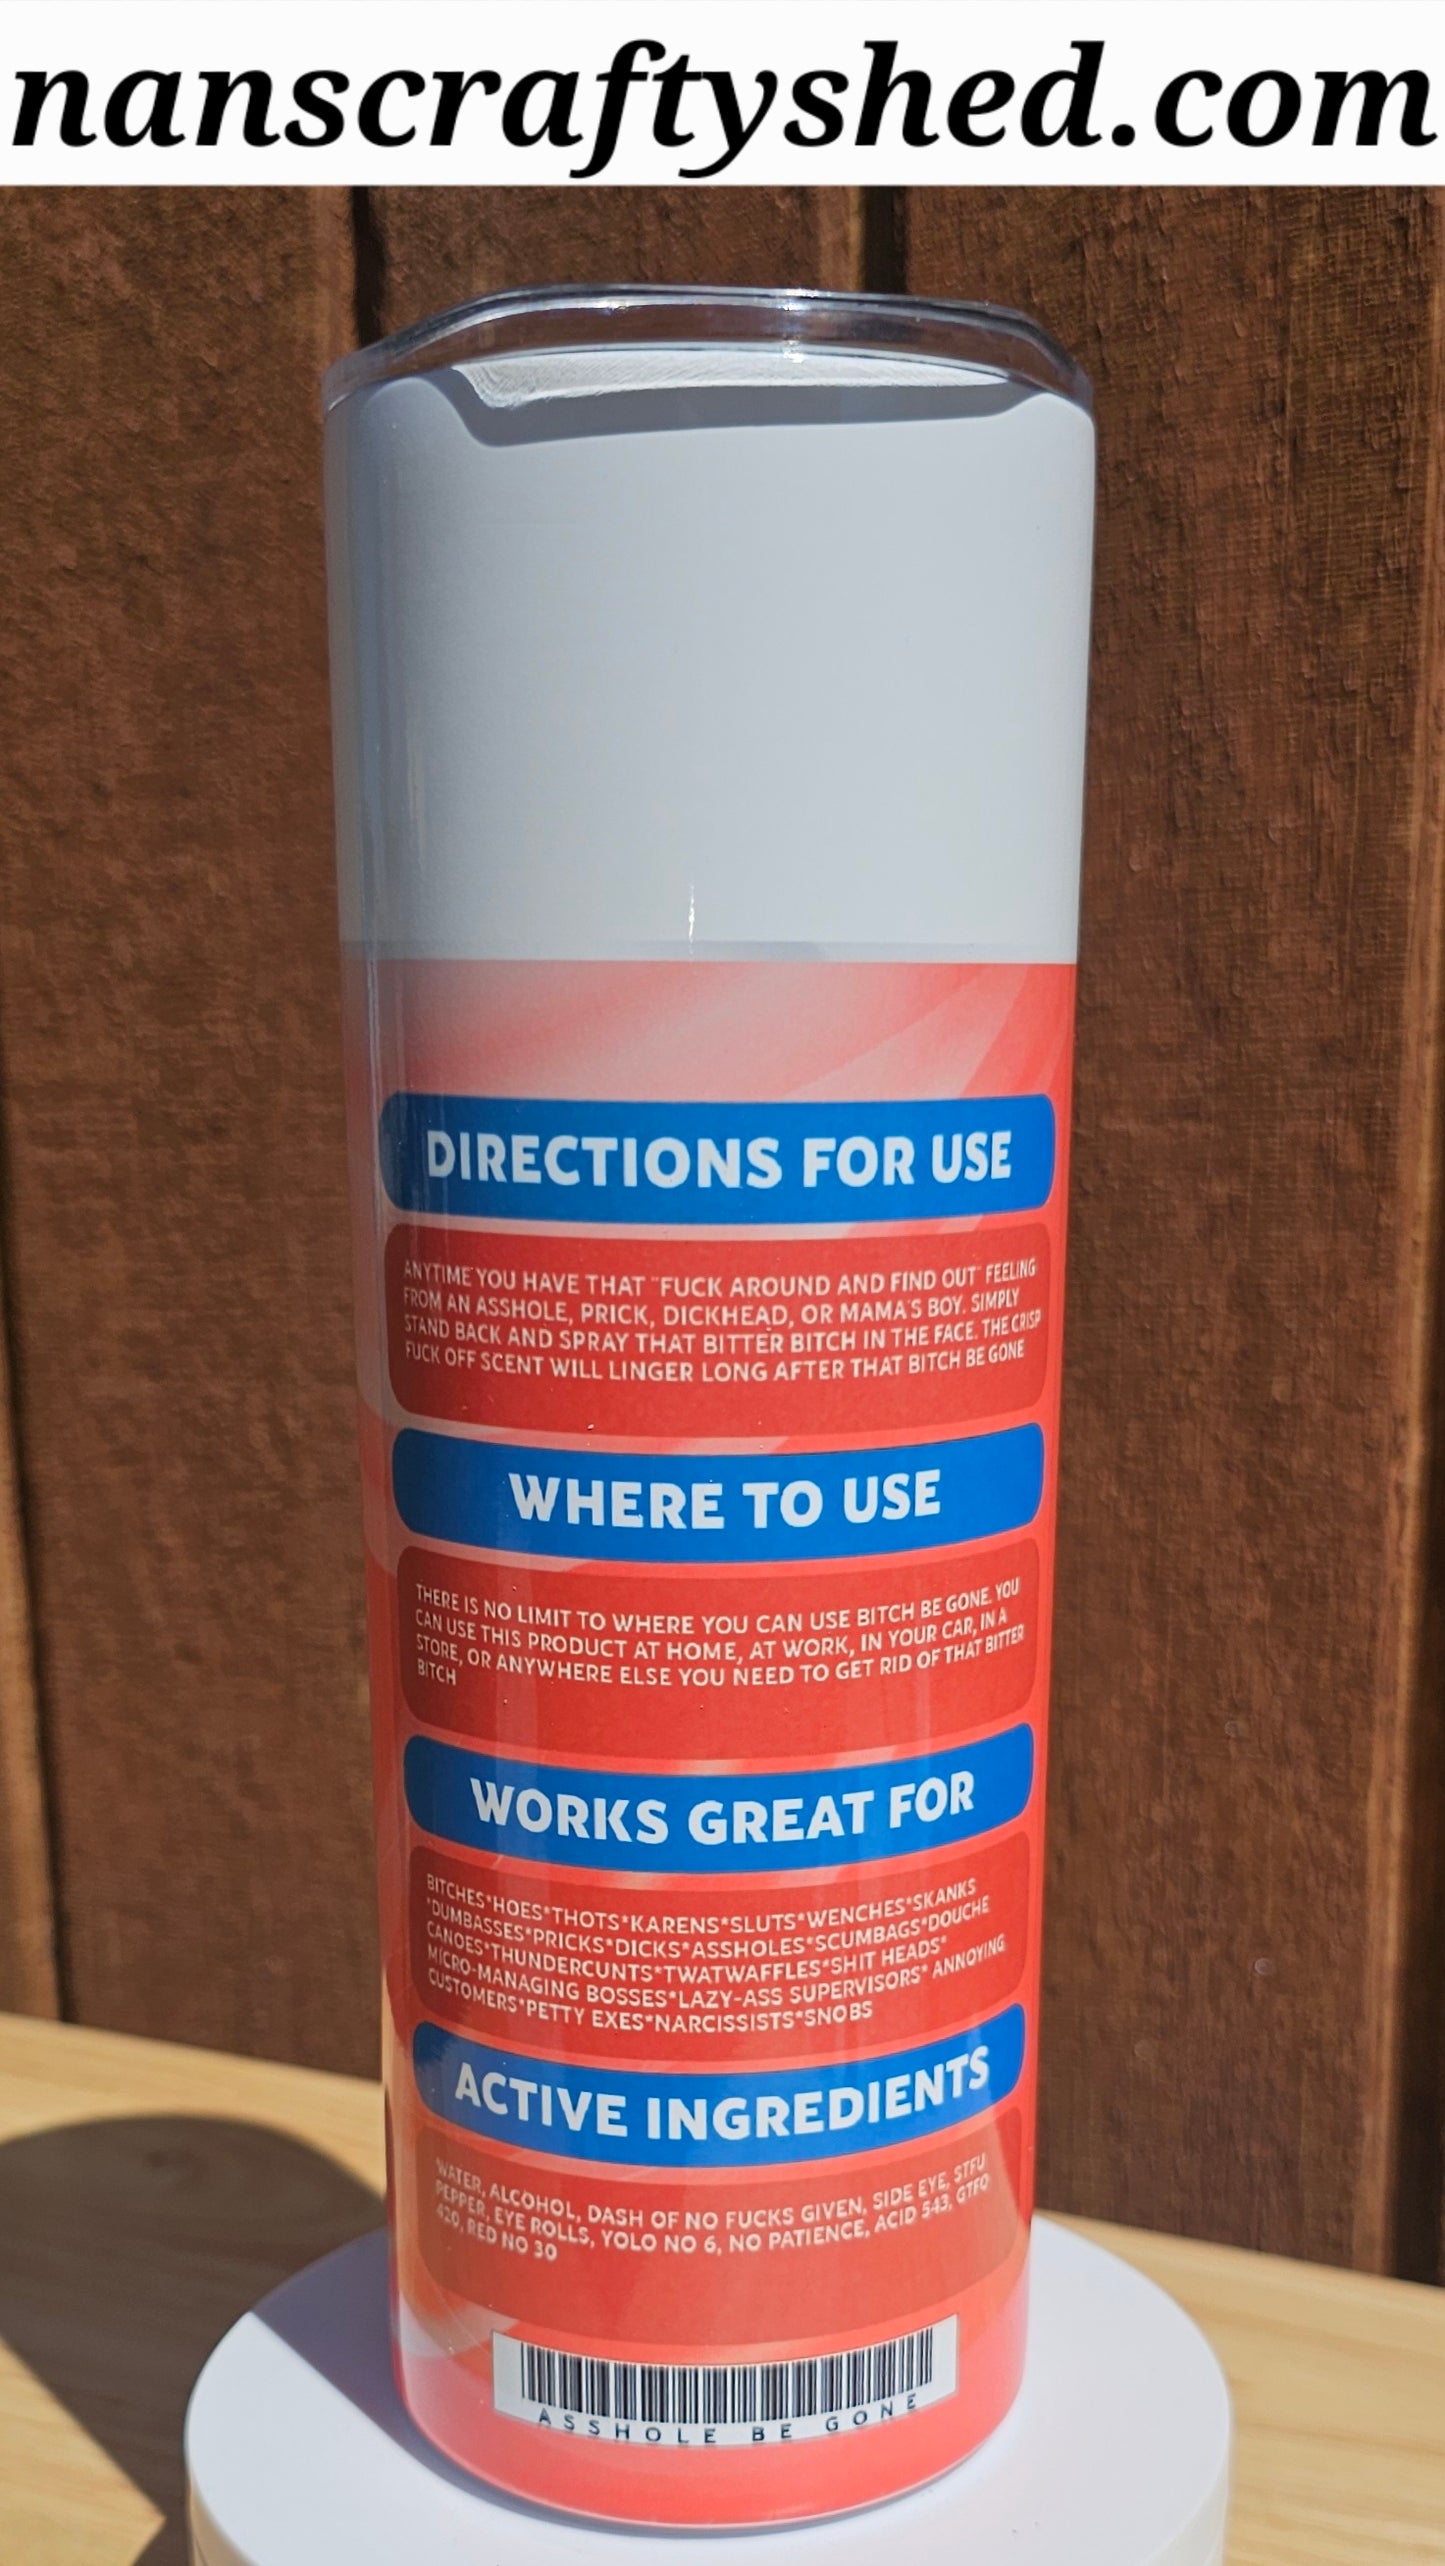 nanscraftyshed.com
DIRECTIONS FOR USE
ANYTIME YOU HAVE THAT "FUCK AROUND AND FIND OUT" FEELING
FROM AN ASSHOLE, PRICK, DICKHEAD, OR MAMA'S BOY. SIMPLY
STAND BACK AND SPRAY THAT BITTER BITCH IN THE FACE. THE CRISP
FUCK OFF SCENT WILL LINGER LONG AFTER THAT BITCH BE GONE
WHERE TO USE
THERE IS NO LIMIT TO WHERE YOU CAN USE BITCH BE GONE. YOU
CAN USE THIS PRODUCT AT HOME, AT WORK, IN YOUR CAR, IN A
STORE, OR ANYWHERE ELSE YOU NEED TO GET RID OF THAT BITTER
BITCH
WORKS GREAT FOR
BITCHES*HOES*THOTS*KARENS*SLUTS*WENCHES*SKANKS
*DUMBASSES*PRICKS*DICKS*ASSHOLES*SCUMBAGS*DOUCHE
CANOES*THUNDERCUNTS*TWATWAFFLES*SHIT HEADS*
MICRO-MANAGING BOSSES*LAZY-ASS SUPERVISORS* ANNOYING
CUSTOMERS*PETTY EXES*NARCISSISTS*SNOBS
ACTIVE INGREDIENTS
WATER, ALCOHOL, DASH OF NO FUCKS GIVEN, SIDE EYE, STFU
PEPPER, EYE ROLLS, YOLO NO 6, NO PATIENCE, ACID 543, GTFO
420, RED NO 30
ASSHOLE BE GONE